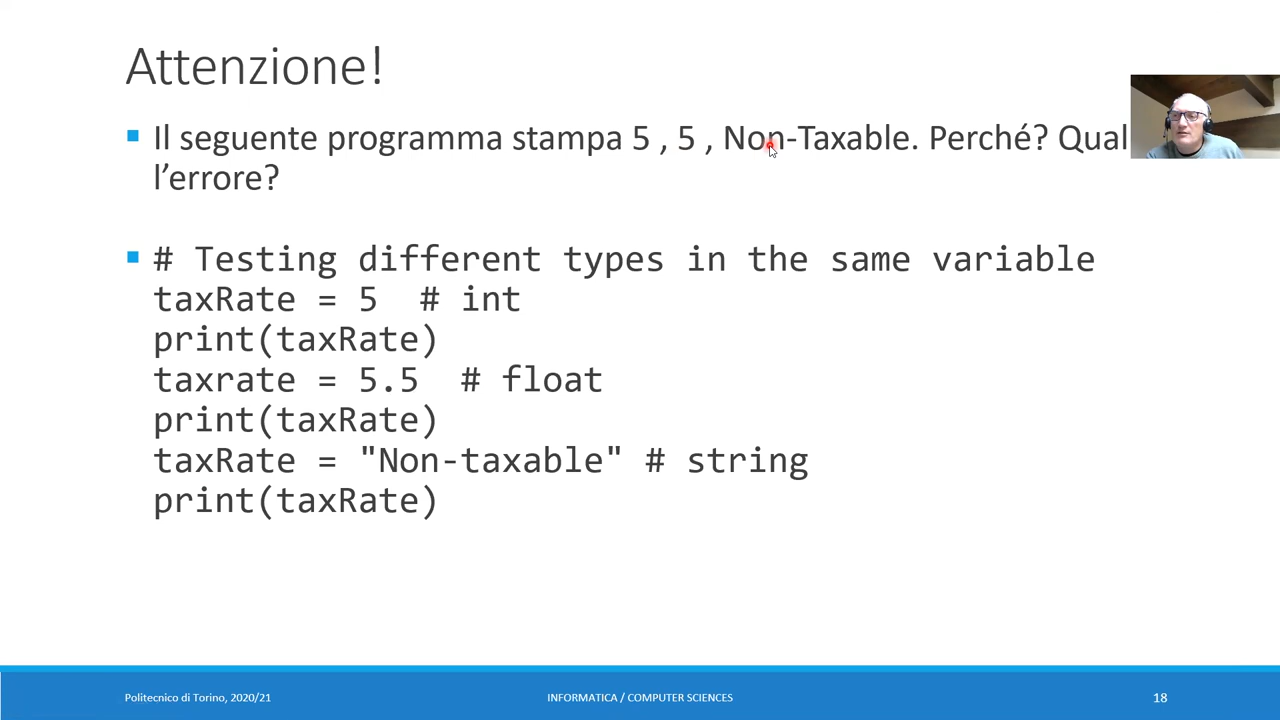 Attenzione!
Il seguente programma stampa 5 , 5 , Non-Taxable. Perché? Qual
l’errore?
# Testing different types in the same variable
taxRate = 5  # int
print(taxRate)
taxrate = 5.5  # float
print(taxRate)
taxRate = "Non-taxable" # string
print(taxRate)
Politecnico di Torino, 2020/21
INFORMATICA / COMPUTER SCIENCES
18